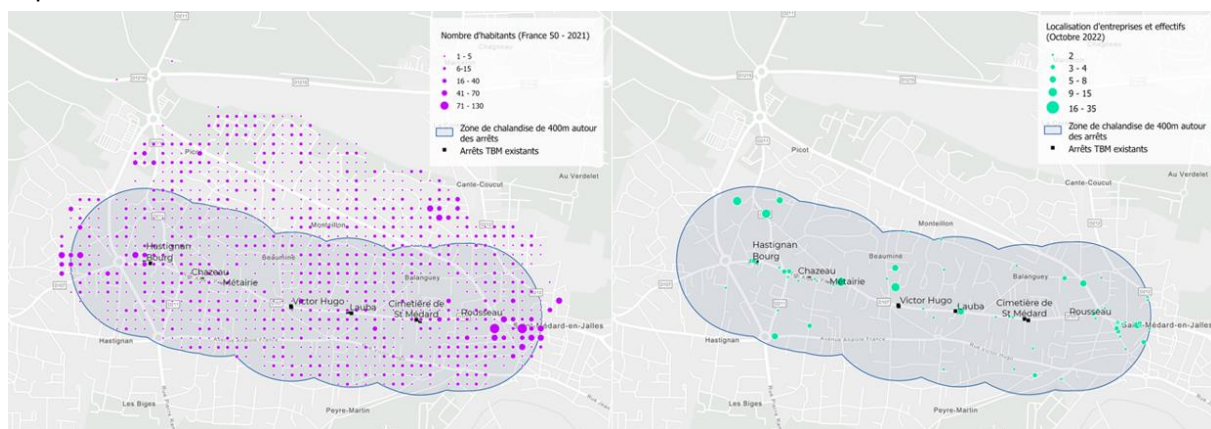 Nombre d'habitants (France 50 - 2021)
1 - 5
6-15
16 - 40
41 - 70
71 - 130
Zone de chalandise de 400m autour
des arrêts
Arrêts TBM existants
Picot
Cante-Coucut
Au Verdelet
Monteillon
Hastignan
Bourg
Beaumine
Balanguey
Chazeau
Métairie
Victor Hugo
Lauba
Cimetière de
St Médard
Rousseau
Saint-Médard-en-Jalles
Hastignan
Avenue Anatole France
Les Biges
Peyre-Martin
Localisation d'entreprises et effectifs
(Octobre 2022)
2
3 - 4
5 - 8
9 - 15
16 - 35
Zone de chalandise de 400m autour
des arrêts
Arrêts TBM existants
Picot
Cante-Coucut
Au Verdelet
Monteillon
Hastignan
Bourg
Beaumine
Balanguey
Chazeau
Métairie
Victor Hugo
Lauba
Cimetière de
St Médard
Rousseau
Saint-Médard-en-Jalles
Hastignan
Avenue Anatole France
Rue Victor Hugo
Les Biges
Peyre-Martin